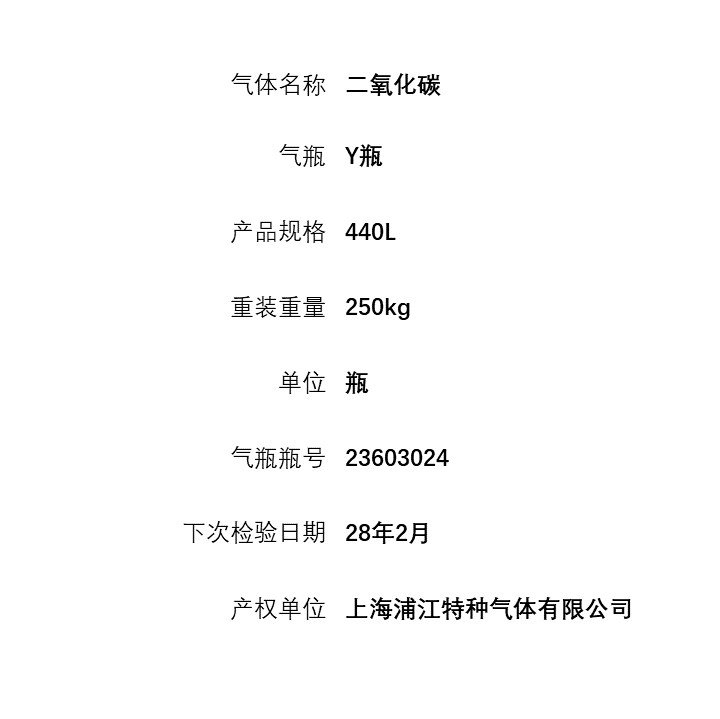 气体名称 二氧化碳
气瓶 Y瓶
产品规格 440L
重装重量 250kg
单位 瓶
气瓶瓶号 23603024
下次检验日期 28年2月
产权单位 上海浦江特种气体有限公司